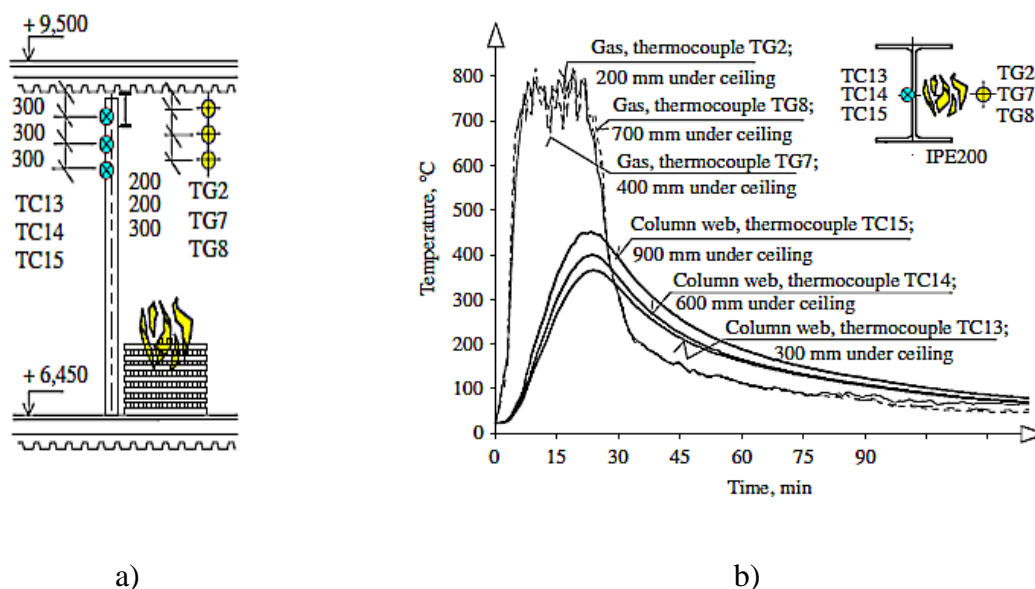 + 9,500
300
300
300
200
200
300
TC13
TC14
TC15
TG2
TG7
TG8
+ 6,450
a)
Temperature, °C
800
700
600
500
400
300
200
100
0
0 15 30 45 60 75 90
Time, min
Gas, thermocouple TG2;
200 mm under ceiling
Gas, thermocouple TG8;
700 mm under ceiling
Gas, thermocouple TG7;
400 mm under ceiling
Column web, thermocouple TC15;
900 mm under ceiling
Column web, thermocouple TC14;
600 mm under ceiling
Column web, thermocouple TC13;
300 mm under ceiling
TC13
TC14
TC15
TG2
TG7
TG8
IPE200
b)